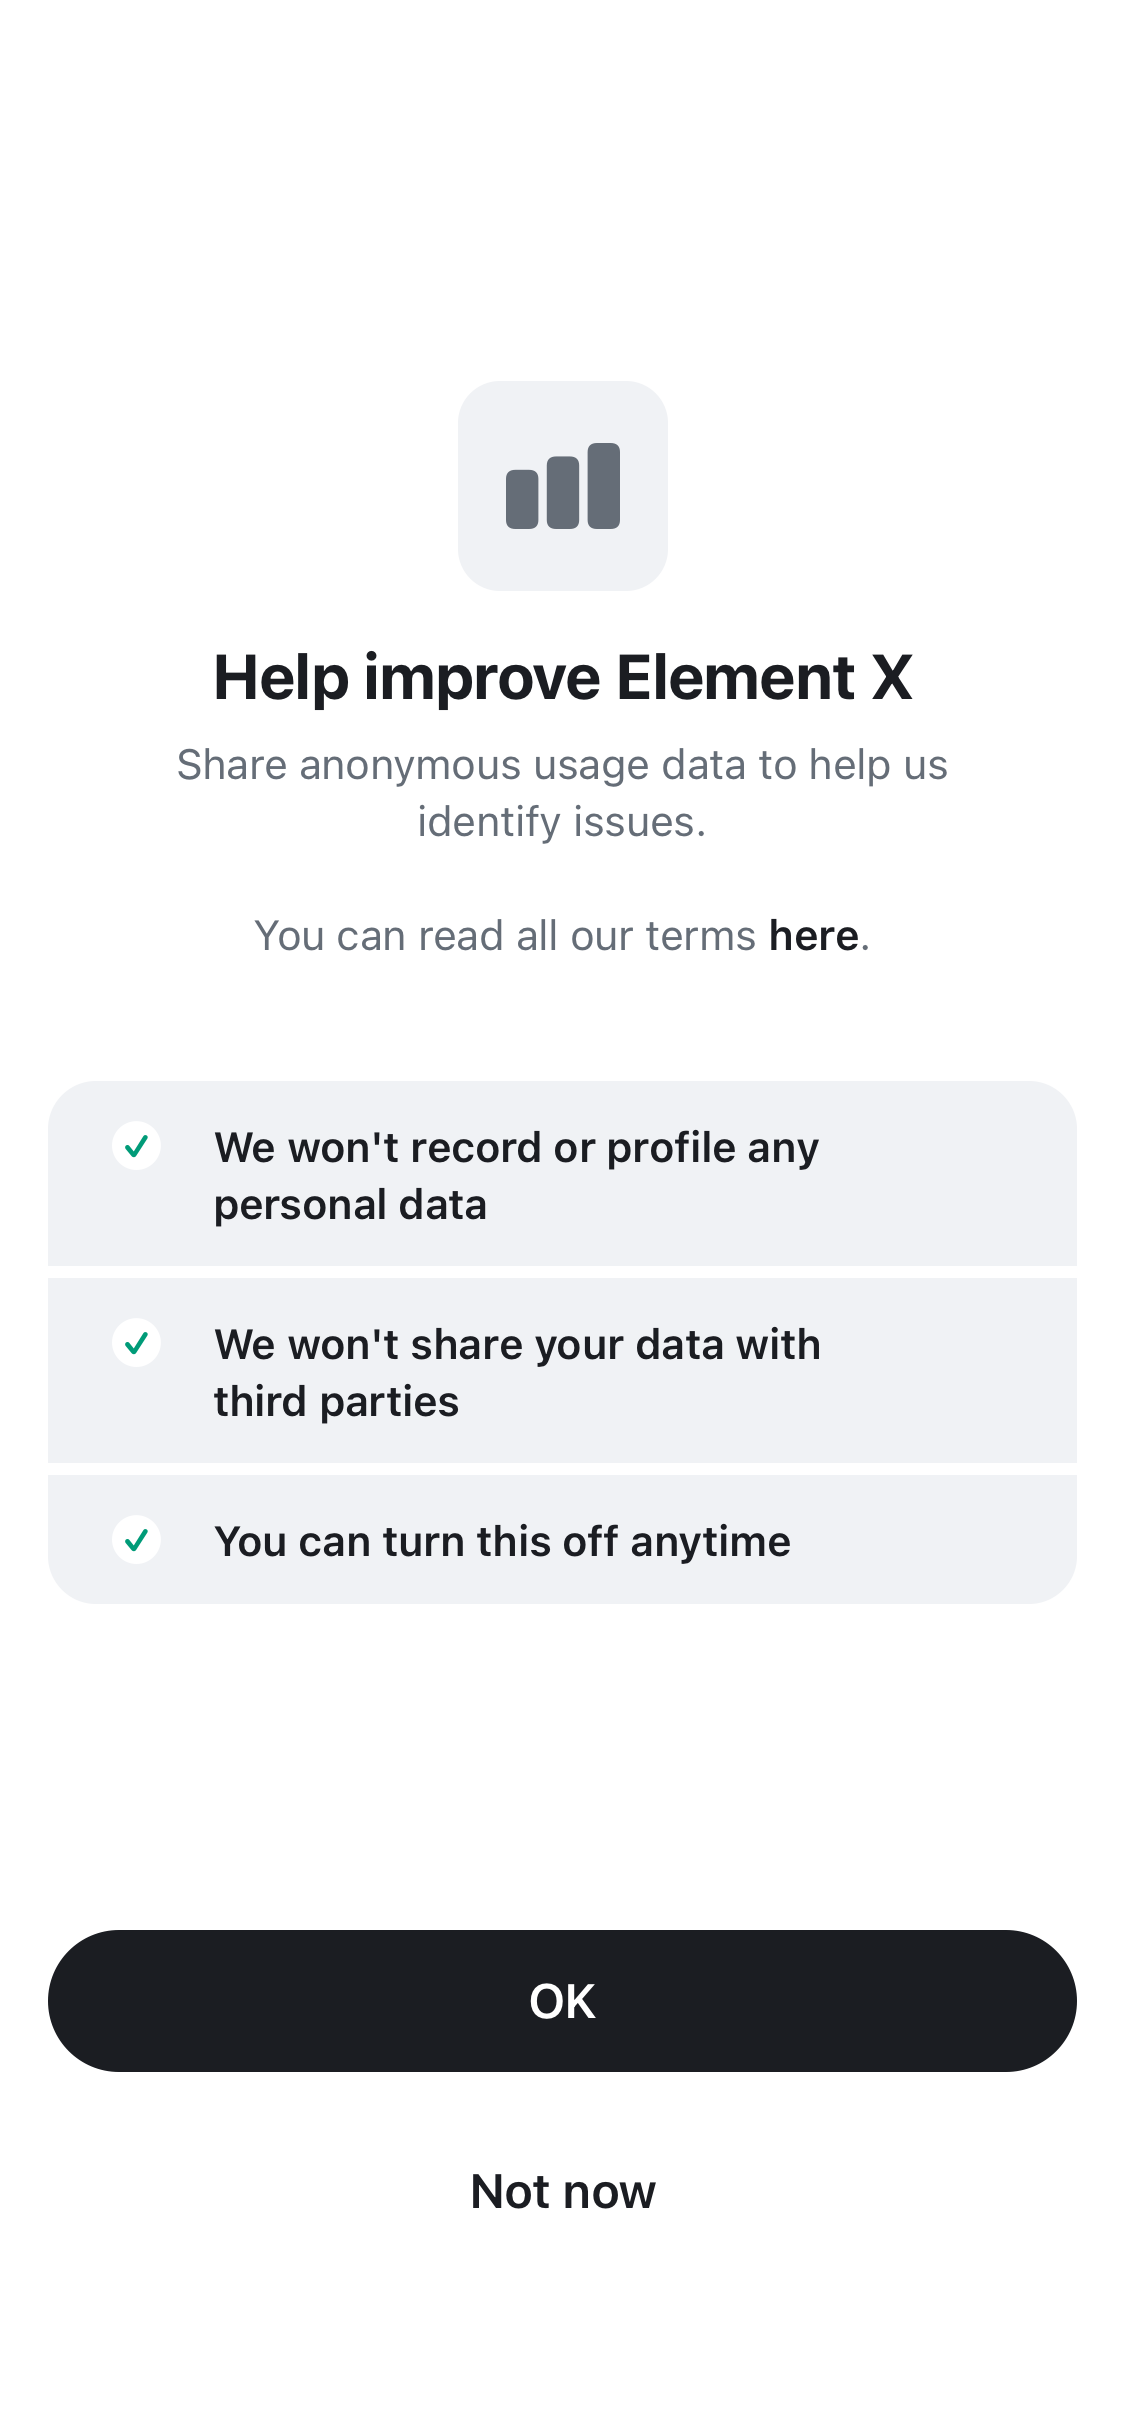 Help improve Element X
Share anonymous usage data to help us
identify issues.
You can read all our terms here.
We won't record or profile any
personal data
We won't share your data with
third parties
You can turn this off anytime
OK
Not now